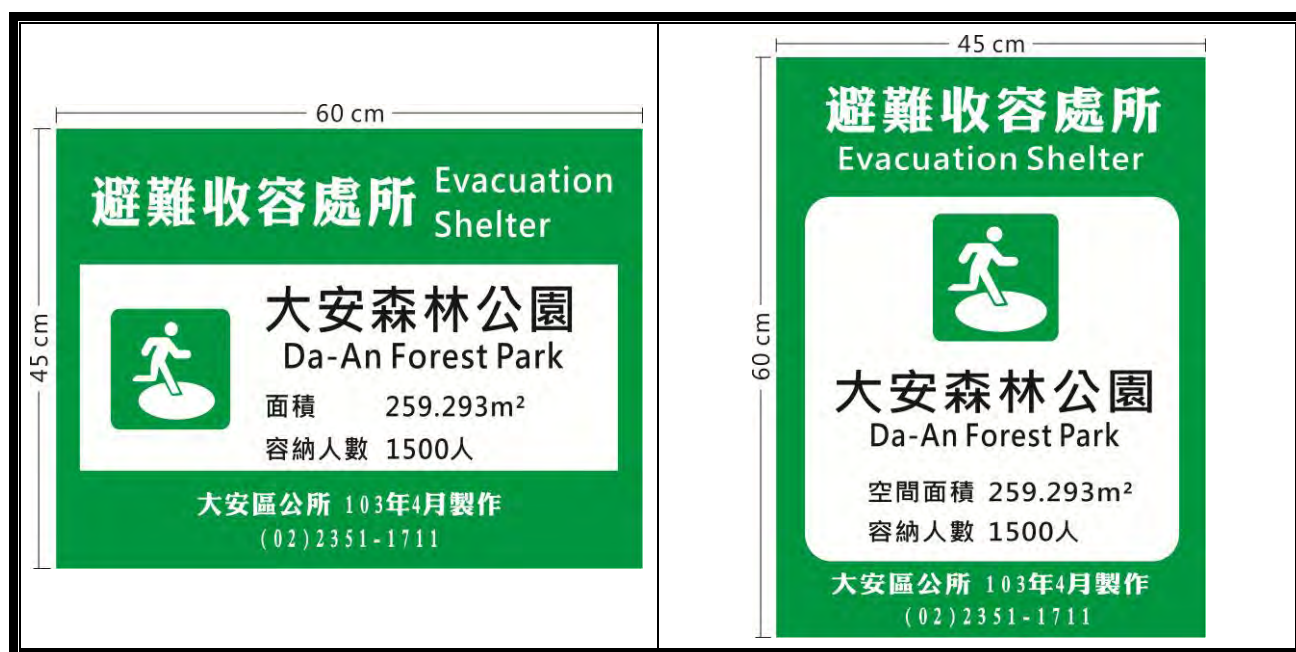 60 cm
45 cm
避難收容處所
Evacuation
Shelter
大安森林公園
Da-An Forest Park
面積 259.293m²
容納人數 1500人
大安區公所 103年4月製作
(02)2351-1711
45 cm
60 cm
避難收容處所
Evacuation Shelter
大安森林公園
Da-An Forest Park
空間面積 259.293m²
容納人數 1500人
大安區公所 103年4月製作
(02)2351-1711